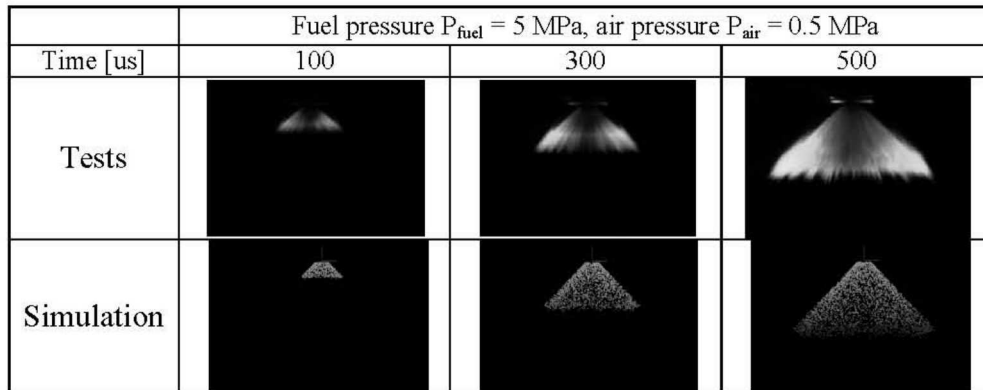 Fuel pressure P_fuel = 5 MPa, air pressure P_air = 0.5 MPa
Time [us] 100 300 500
Tests
Simulation